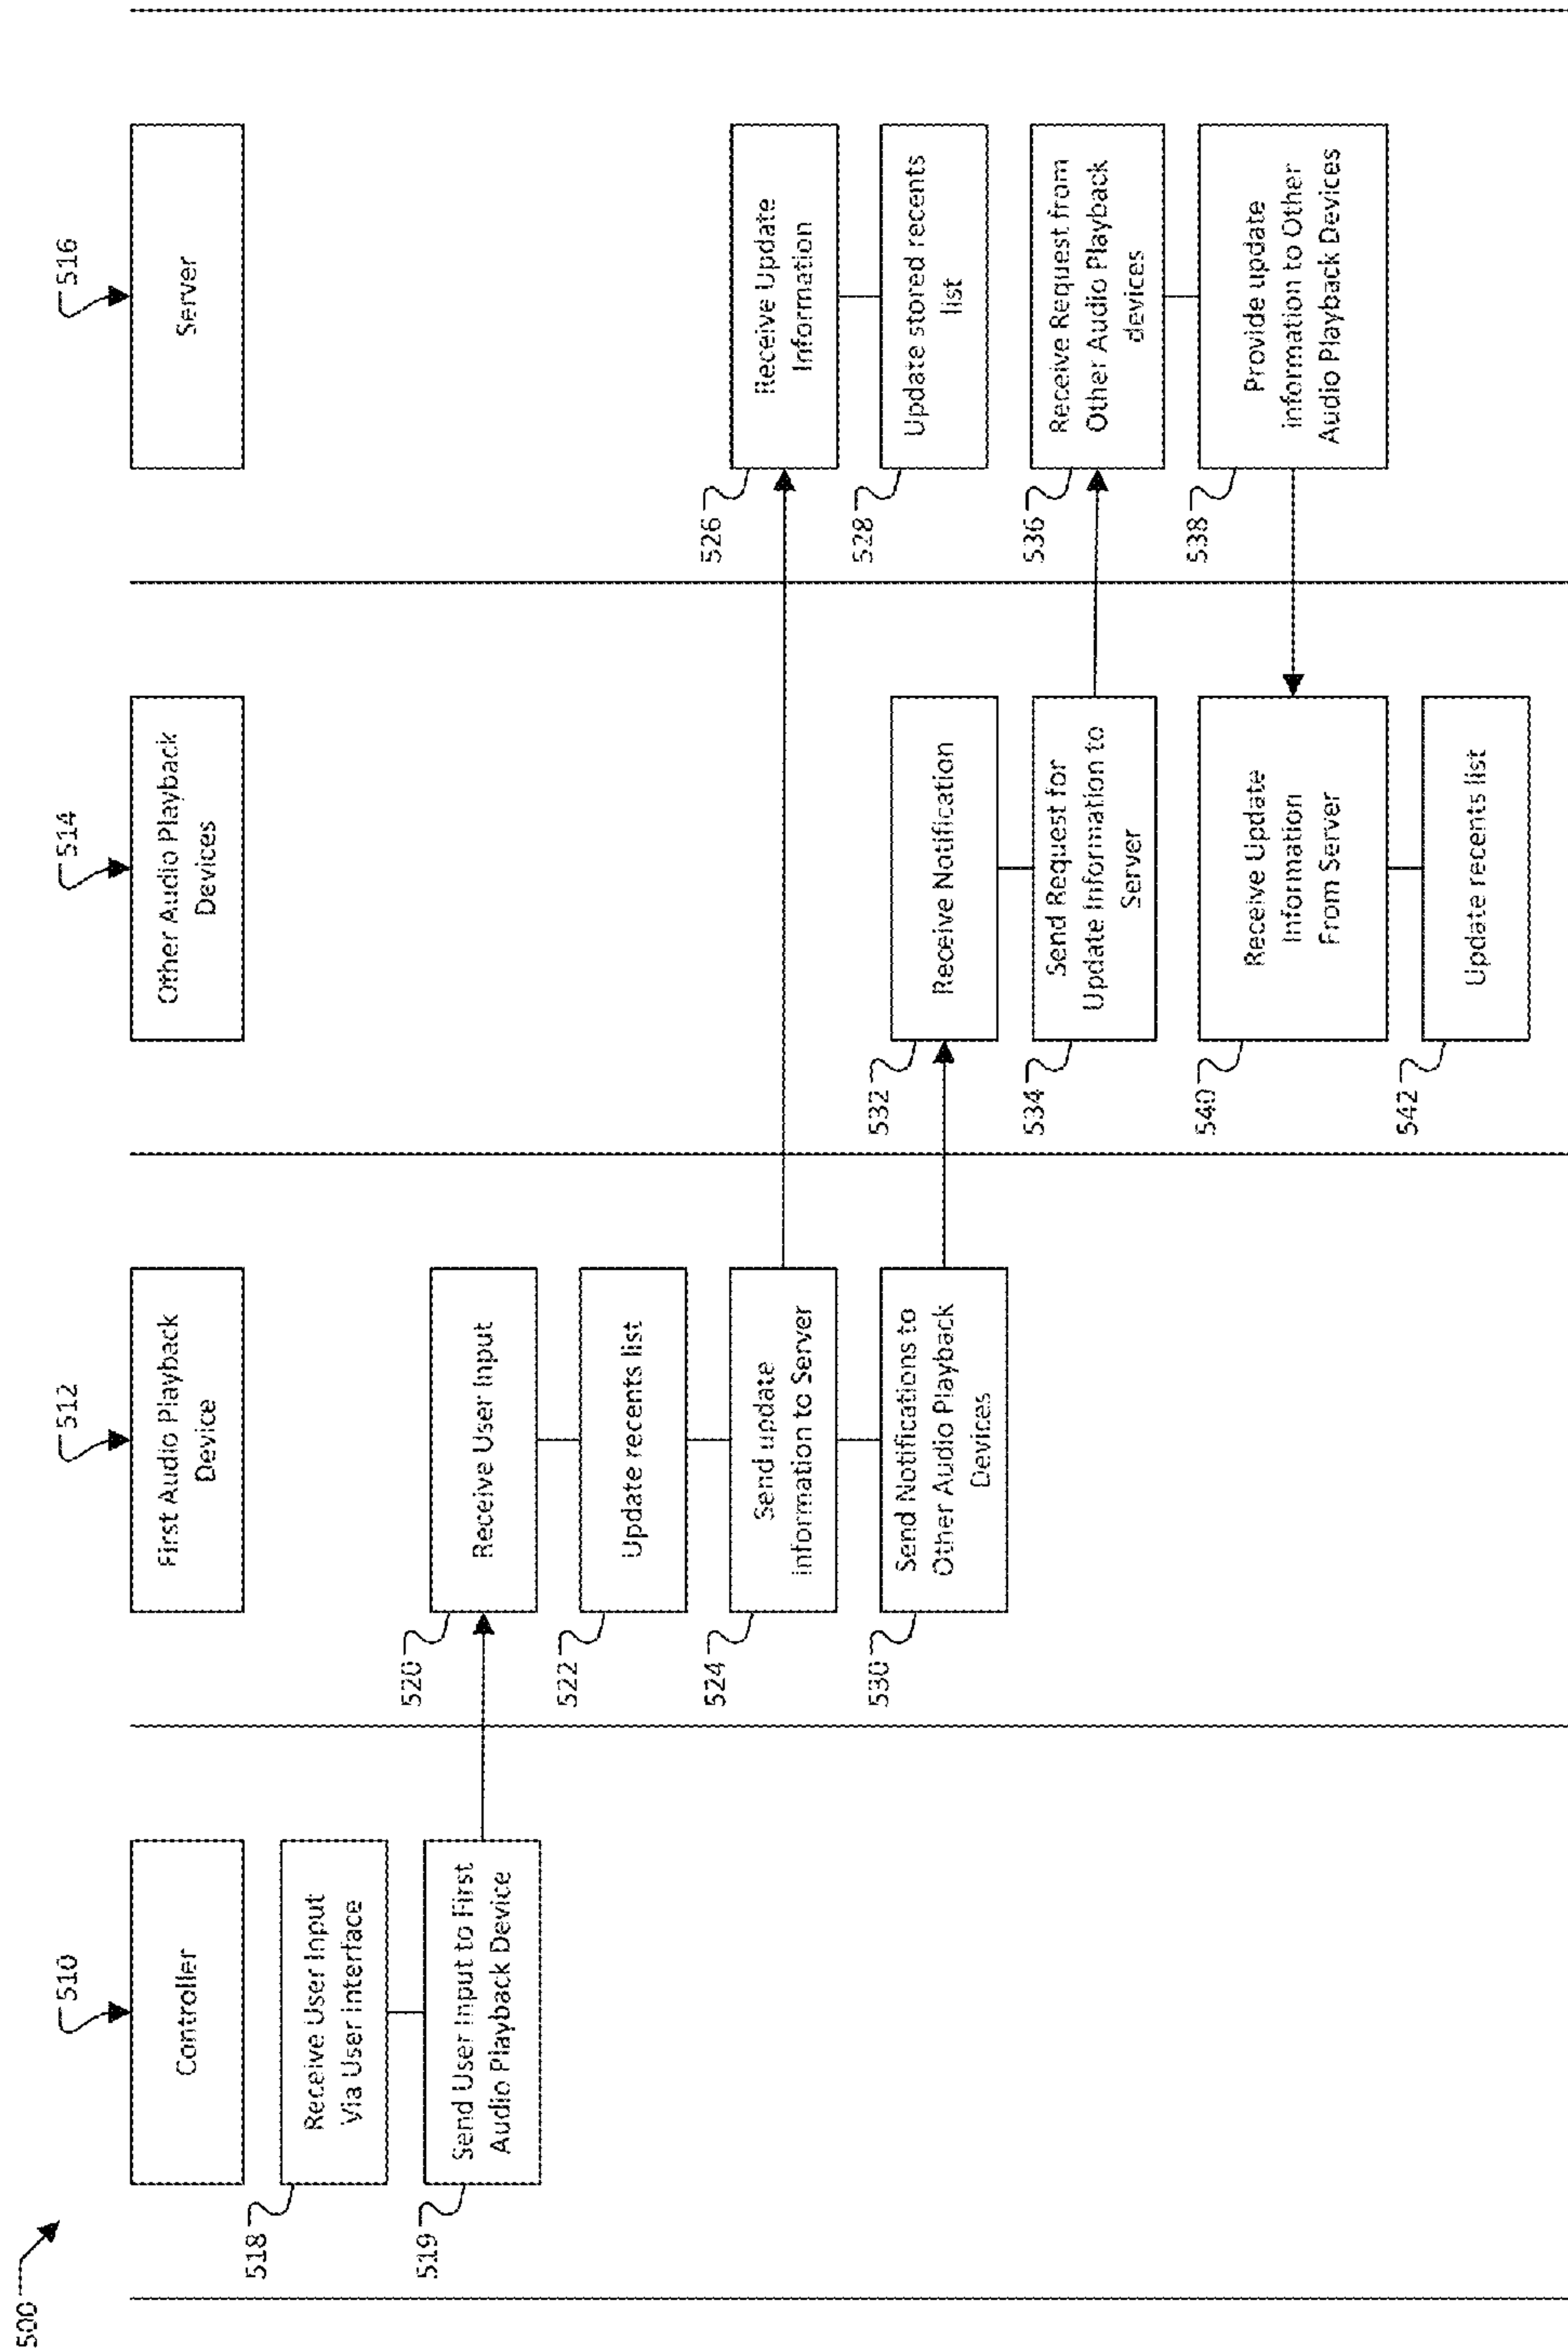 500
510
Controller
518
Receive User Input
Via User Interface
519
Send User Input to First
Audio Playback Device
512
First Audio Playback
Device
520
Receive User Input
522
Update recents list
524
Send update
information to Server
530
Send Notifications to
Other Audio Playback
Devices
514
Other Audio Playback
Devices
532
Receive Notification
534
Send Request for
Update Information to
Server
540
Receive Update
Information
From Server
542
Update recents list
516
Server
526
Receive Update
Information
528
Update stored recents
list
536
Receive Request from
Other Audio Playback
devices
538
Provide update
information to Other
Audio Playback Devices